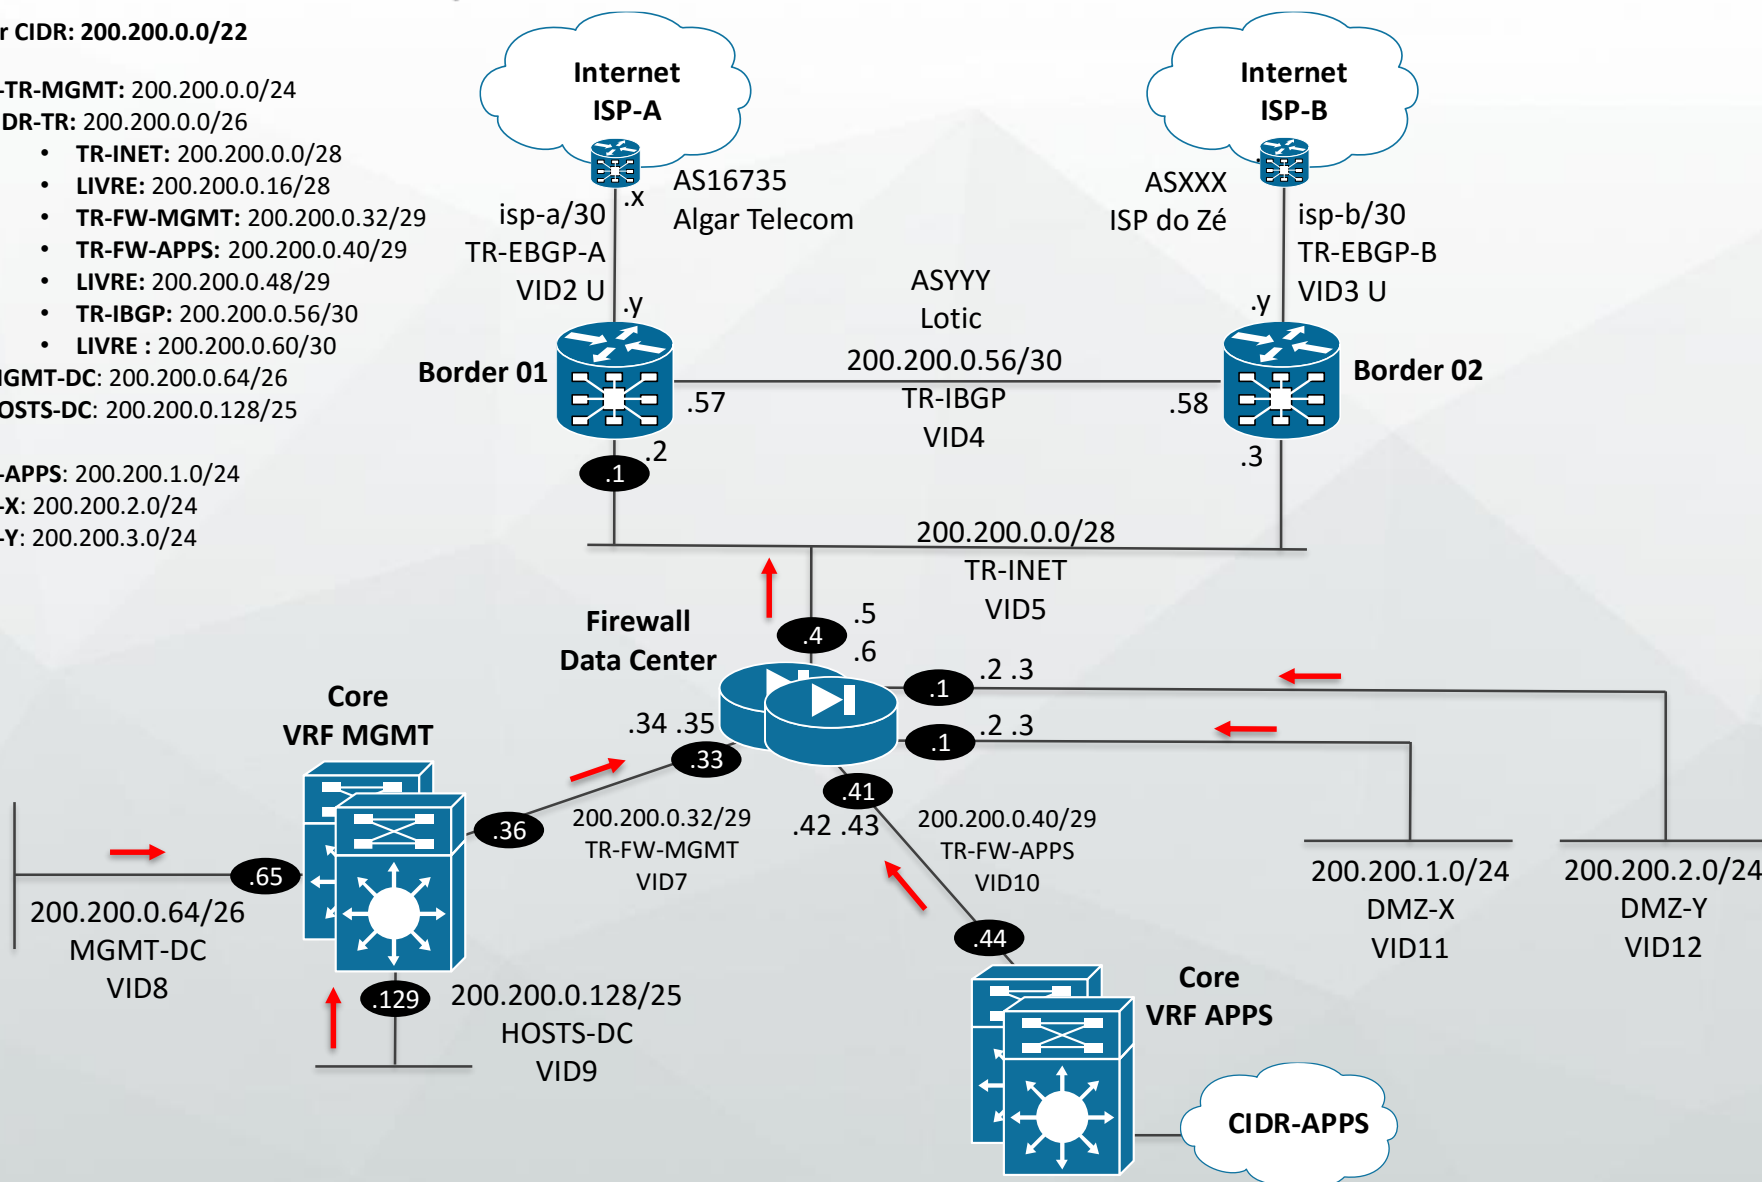 r CIDR: 200.200.0.0/22
-TR-MGMT: 200.200.0.0/24
DR-TR: 200.200.0.0/26
• TR-INET: 200.200.0.0/28
• LIVRE: 200.200.0.16/28
• TR-FW-MGMT: 200.200.0.32/29
• TR-FW-APPS: 200.200.0.40/29
• LIVRE: 200.200.0.48/29
• TR-IBGP: 200.200.0.56/30
• LIVRE : 200.200.0.60/30
MGMT-DC: 200.200.0.64/26
HOSTS-DC: 200.200.0.128/25
-APPS: 200.200.1.0/24
-X: 200.200.2.0/24
-Y: 200.200.3.0/24
Internet
ISP-A
.x
AS16735
Algar Telecom
isp-a/30
TR-EBGP-A
VID2 U
.y
Internet
ISP-B
ASXXX
ISP do Zé
isp-b/30
TR-EBGP-B
VID3 U
.y
ASYYY
Lotic
200.200.0.56/30
TR-IBGP
VID4
Border 01
.57
.58
Border 02
.2
.1
.3
200.200.0.0/28
TR-INET
VID5
Firewall
Data Center
.4
.5
.6
.1
.2 .3
.1
.2 .3
.34 .35
.33
.41
.42 .43
Core
VRF MGMT
.36
200.200.0.32/29
TR-FW-MGMT
VID7
200.200.0.40/29
TR-FW-APPS
VID10
.65
200.200.0.64/26
MGMT-DC
VID8
.129
200.200.0.128/25
HOSTS-DC
VID9
.44
Core
VRF APPS
CIDR-APPS
200.200.1.0/24
DMZ-X
VID11
200.200.2.0/24
DMZ-Y
VID12